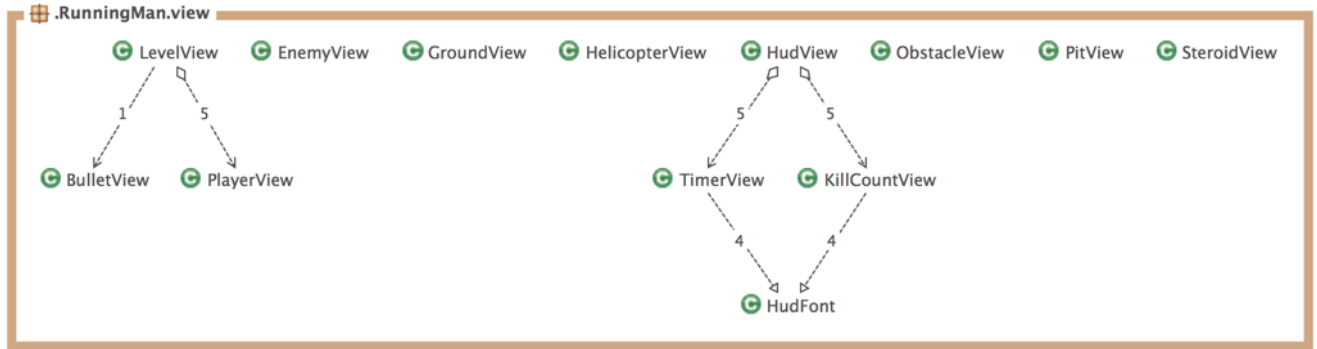 .RunningMan.view
C LevelView C EnemyView C GroundView C HelicopterView C HudView C ObstacleView C PitView C SteroidView
1 5 5 5
C BulletView C PlayerView C TimerView C KillCountView
4 4
C HudFont